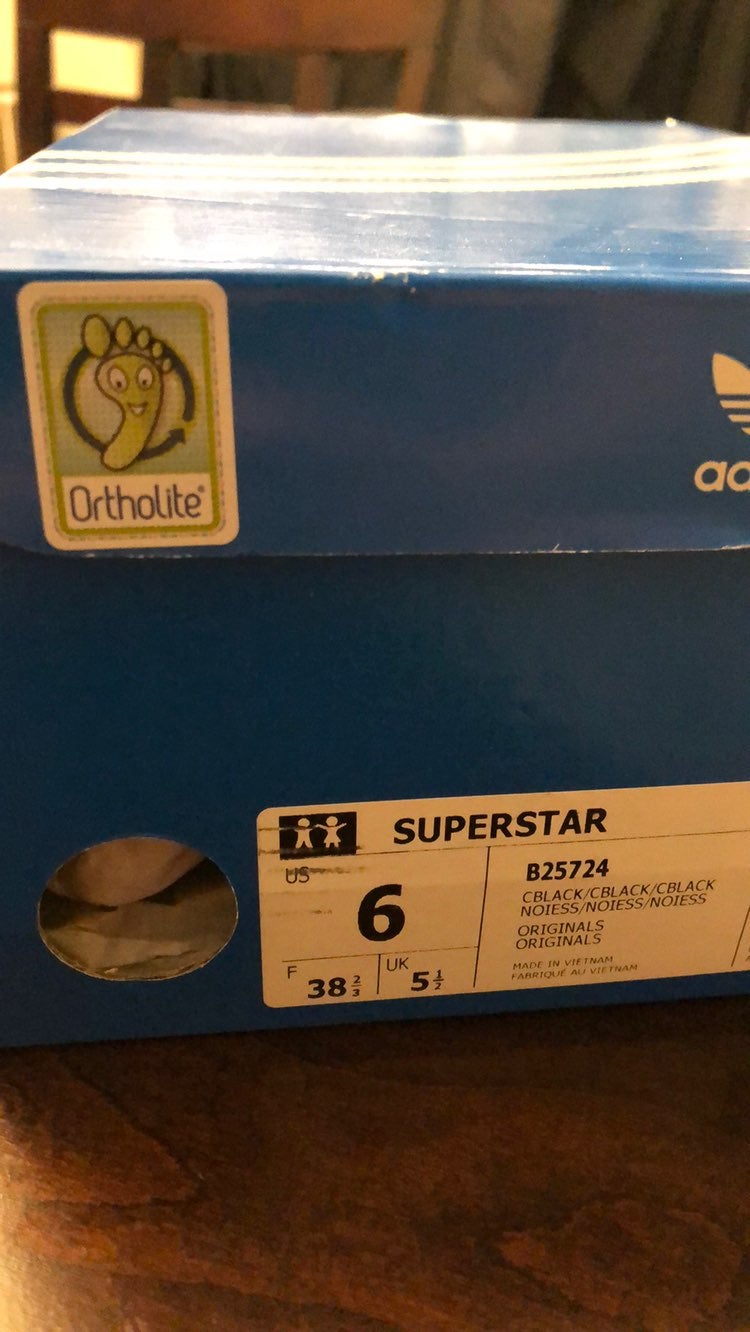 Ortholite®
SUPERSTAR
US
6
F 38 2/3
UK 5 1/2
B25724
CBLACK/CBLACK/CBLACK
NOIESS/NOIESS/NOIESS
ORIGINALS
ORIGINALS
MADE IN VIETNAM
FABRIQUÉ AU VIETNAM